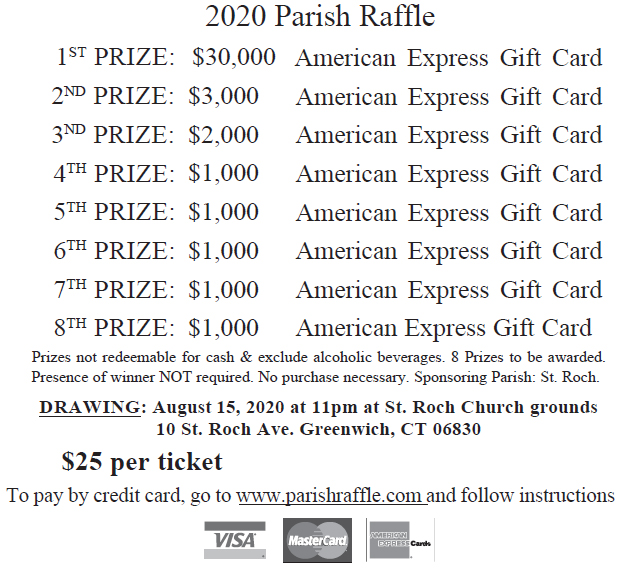 2020 Parish Raffle
1ST PRIZE: $30,000 American Express Gift Card
2ND PRIZE: $3,000 American Express Gift Card
3ND PRIZE: $2,000 American Express Gift Card
4TH PRIZE: $1,000 American Express Gift Card
5TH PRIZE: $1,000 American Express Gift Card
6TH PRIZE: $1,000 American Express Gift Card
7TH PRIZE: $1,000 American Express Gift Card
8TH PRIZE: $1,000 American Express Gift Card
Prizes not redeemable for cash & exclude alcoholic beverages. 8 Prizes to be awarded.
Presence of winner NOT required. No purchase necessary. Sponsoring Parish: St. Roch.
DRAWING: August 15, 2020 at 11pm at St. Roch Church grounds
10 St. Roch Ave. Greenwich, CT 06830
$25 per ticket
To pay by credit card, go to www.parishraffle.com and follow instructions
VISA MasterCard AMERICAN EXPRESS Cards